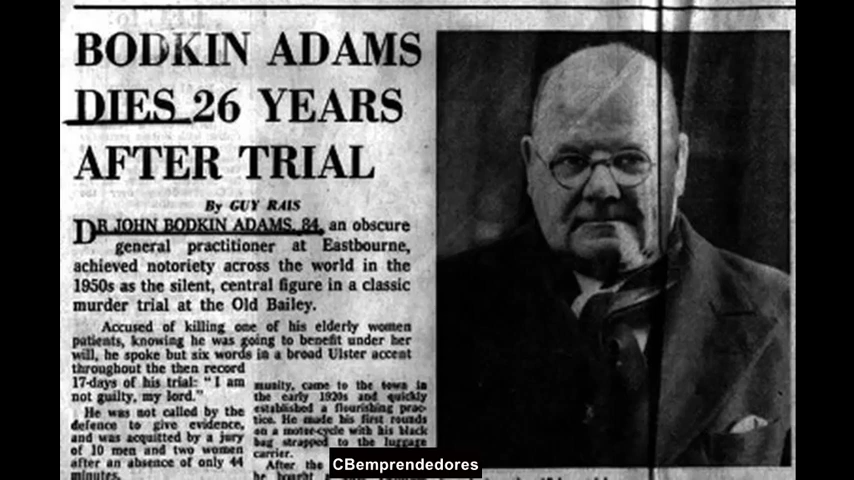 BODKIN ADAMS
DIES 26 YEARS
AFTER TRIAL
By GUY RAIS
DR JOHN BODKIN ADAMS, 84, an obscure
general practitioner at Eastbourne,
achieved notoriety across the world in the
1950s as the silent, central figure in a classic
murder trial at the Old Bailey.
Accused of killing one of his elderly women
patients, knowing he was going to benefit under her
will, he spoke but six words in a broad Ulster accent
throughout the then record
17-days of his trial: "I am
not guilty, my lord."
He was not called by the
defence to give evidence,
and was acquitted by a jury
of 10 men and two women
after an absence of only 44
minutes.
munity, came to the town in
the early 1920s and quickly
established a flourishing prac-
tice. He made his first rounds
on a motor-cycle with his black
bag strapped to the luggage
carrier.
After the
he bought
CBemprendedores